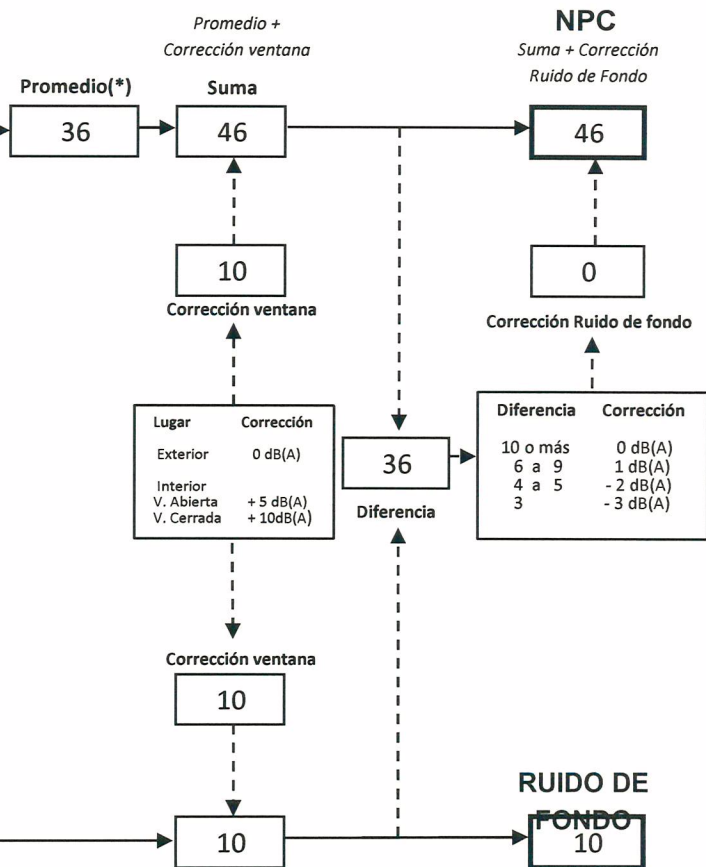 Promedio +
Corrección ventana
NPC
Suma + Corrección
Ruido de Fondo
Promedio(*)
Suma
36
46
46
10
0
Corrección ventana
Corrección Ruido de fondo
Lugar Corrección
Exterior 0 dB(A)
Interior
V. Abierta + 5 dB(A)
V. Cerrada + 10dB(A)
36
Diferencia
Diferencia Corrección
10 o más 0 dB(A)
6 a 9 1 dB(A)
4 a 5 - 2 dB(A)
3 - 3 dB(A)
Corrección ventana
10
RUIDO DE
FONDO
10
10